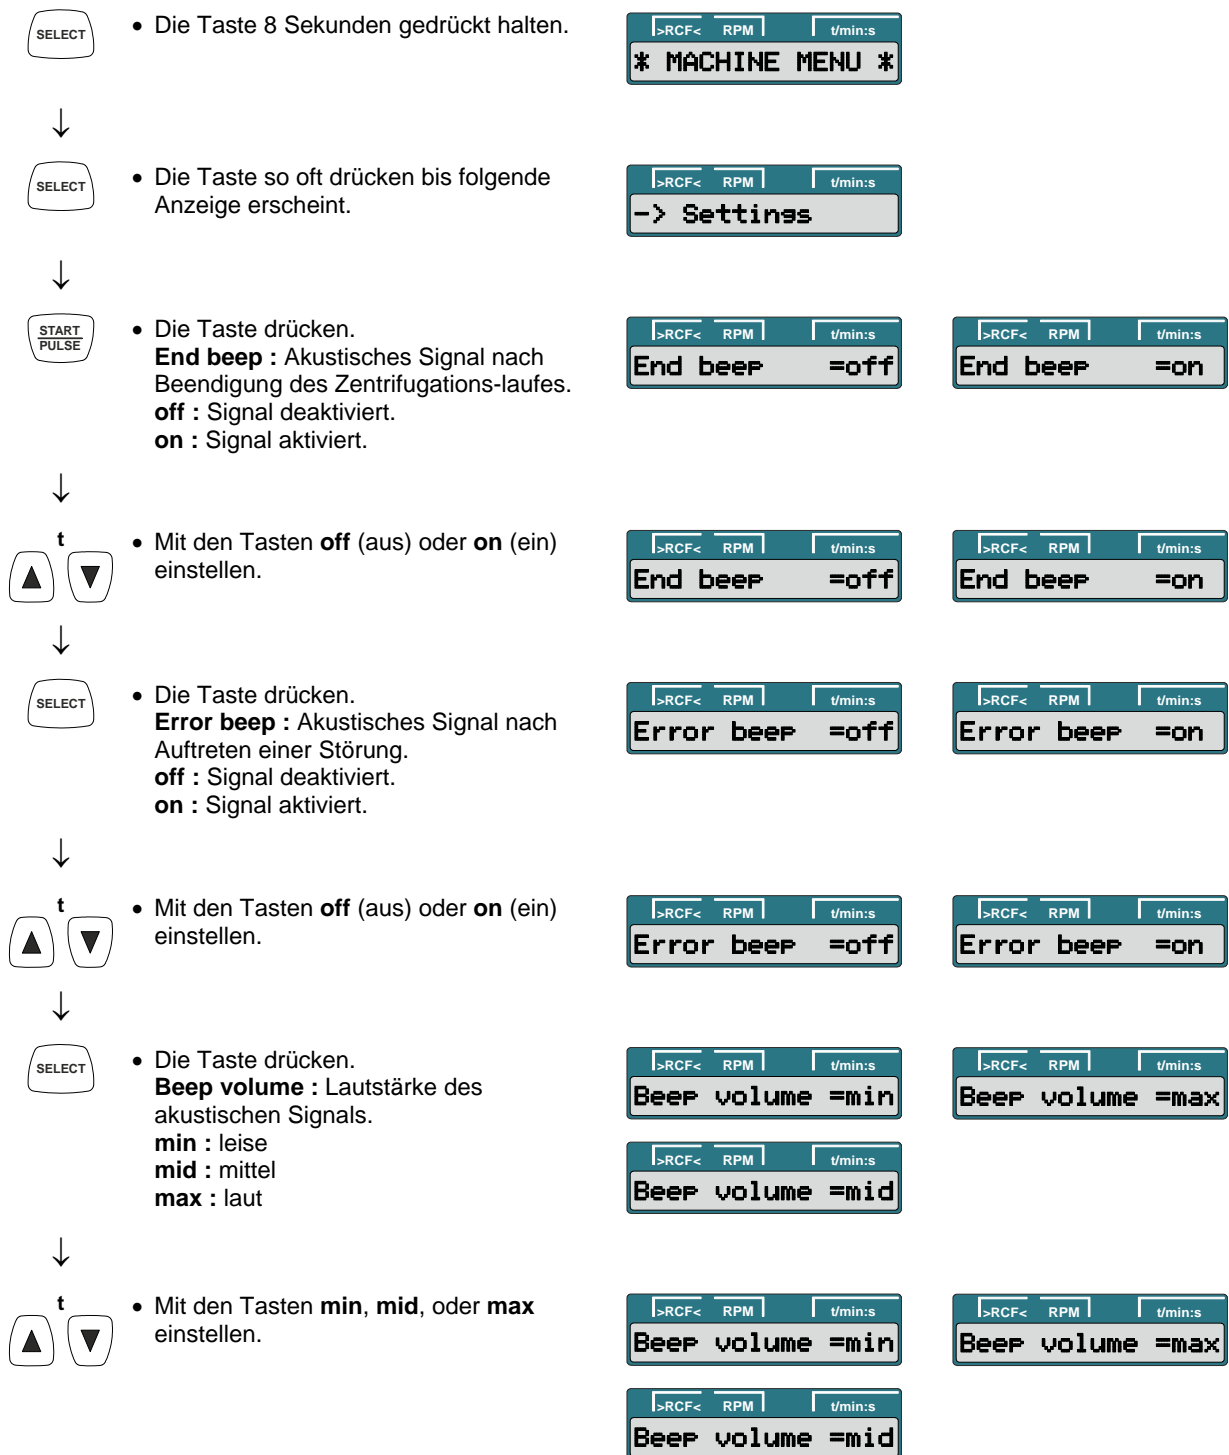 SELECT
• Die Taste 8 Sekunden gedrückt halten.
>RCF< RPM t/min:s
* MACHINE MENU *
↓
SELECT
• Die Taste so oft drücken bis folgende
Anzeige erscheint.
>RCF< RPM t/min:s
-> Settings
↓
START
PULSE
• Die Taste drücken.
End beep : Akustisches Signal nach
Beendigung des Zentrifugations-laufes.
off : Signal deaktiviert.
on : Signal aktiviert.
>RCF< RPM t/min:s
End beep =off
>RCF< RPM t/min:s
End beep =on
↓
t
▲ ▼
• Mit den Tasten off (aus) oder on (ein)
einstellen.
>RCF< RPM t/min:s
End beep =off
>RCF< RPM t/min:s
End beep =on
↓
SELECT
• Die Taste drücken.
Error beep : Akustisches Signal nach
Auftreten einer Störung.
off : Signal deaktiviert.
on : Signal aktiviert.
>RCF< RPM t/min:s
Error beep =off
>RCF< RPM t/min:s
Error beep =on
↓
t
▲ ▼
• Mit den Tasten off (aus) oder on (ein)
einstellen.
>RCF< RPM t/min:s
Error beep =off
>RCF< RPM t/min:s
Error beep =on
↓
SELECT
• Die Taste drücken.
Beep volume : Lautstärke des
akustischen Signals.
min : leise
mid : mittel
max : laut
>RCF< RPM t/min:s
Beep volume =min
>RCF< RPM t/min:s
Beep volume =max
>RCF< RPM t/min:s
Beep volume =mid
↓
t
▲ ▼
• Mit den Tasten min, mid, oder max
einstellen.
>RCF< RPM t/min:s
Beep volume =min
>RCF< RPM t/min:s
Beep volume =max
>RCF< RPM t/min:s
Beep volume =mid